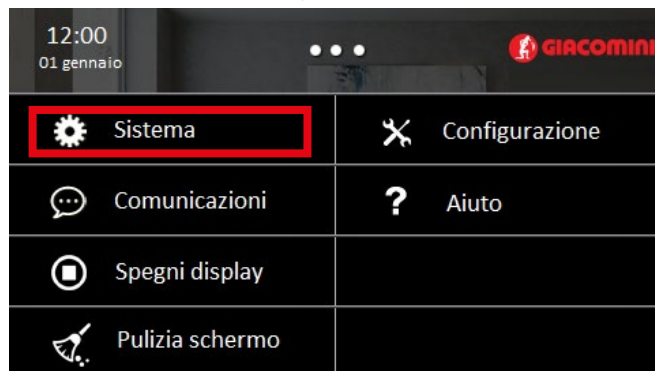 12:00
01 gennaio
GIACOMINI
Sistema
Configurazione
Comunicazioni
? Aiuto
Spegni display
Pulizia schermo